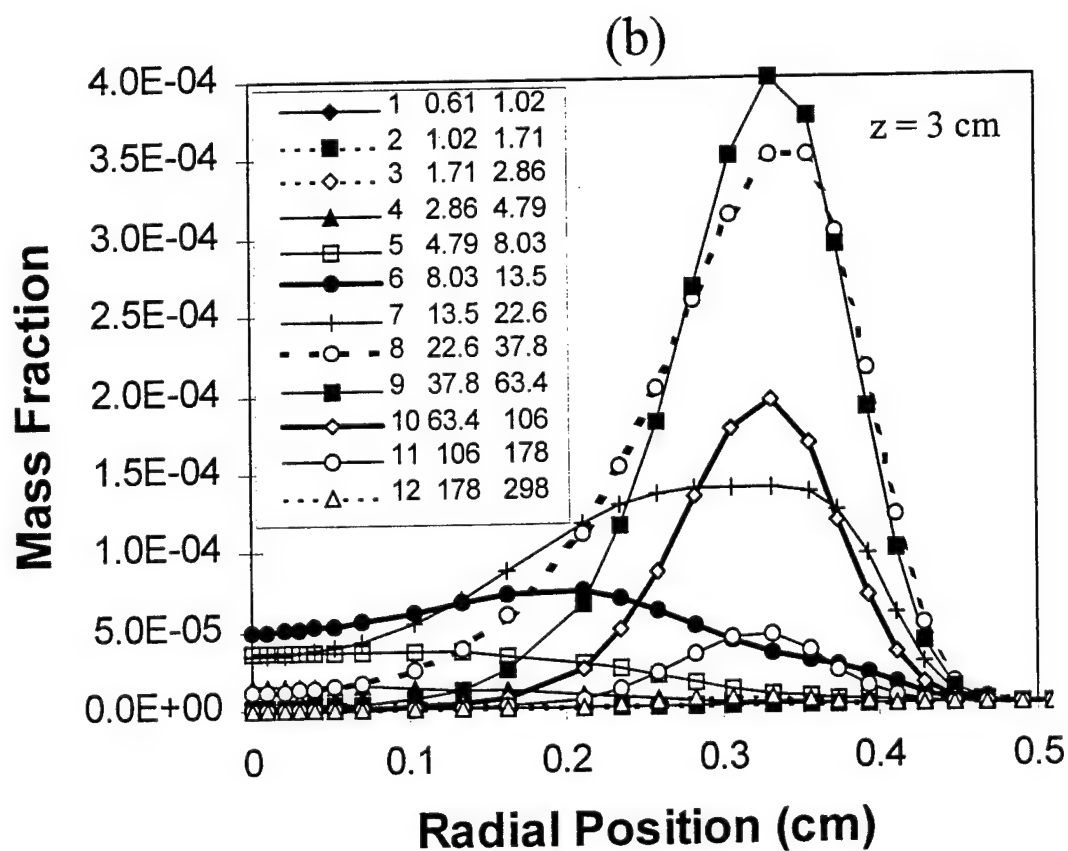 (b)
z = 3 cm
4.0E-04
3.5E-04
3.0E-04
2.5E-04
2.0E-04
1.5E-04
1.0E-04
5.0E-05
0.0E+00
Mass Fraction
1 0.61 1.02
2 1.02 1.71
3 1.71 2.86
4 2.86 4.79
5 4.79 8.03
6 8.03 13.5
7 13.5 22.6
8 22.6 37.8
9 37.8 63.4
10 63.4 106
11 106 178
12 178 298
0 0.1 0.2 0.3 0.4 0.5
Radial Position (cm)